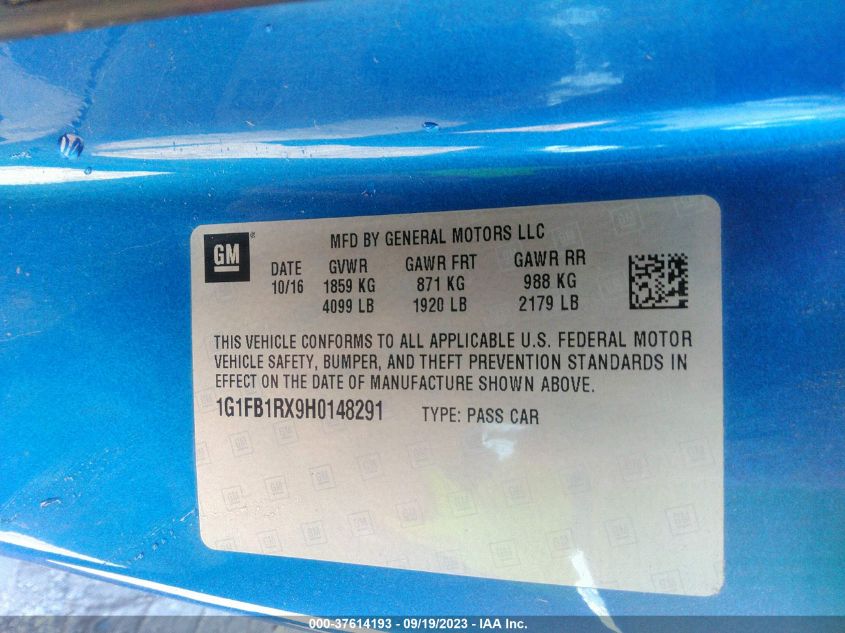 GM ®
MFD BY GENERAL MOTORS LLC
DATE GVWR GAWR FRT GAWR RR
10/16 1859 KG 871 KG 988 KG
4099 LB 1920 LB 2179 LB
THIS VEHICLE CONFORMS TO ALL APPLICABLE U.S. FEDERAL MOTOR
VEHICLE SAFETY, BUMPER, AND THEFT PREVENTION STANDARDS IN
EFFECT ON THE DATE OF MANUFACTURE SHOWN ABOVE.
1G1FB1RX9H0148291 TYPE: PASS CAR
000-37614193 - 09/19/2023 - IAA Inc.